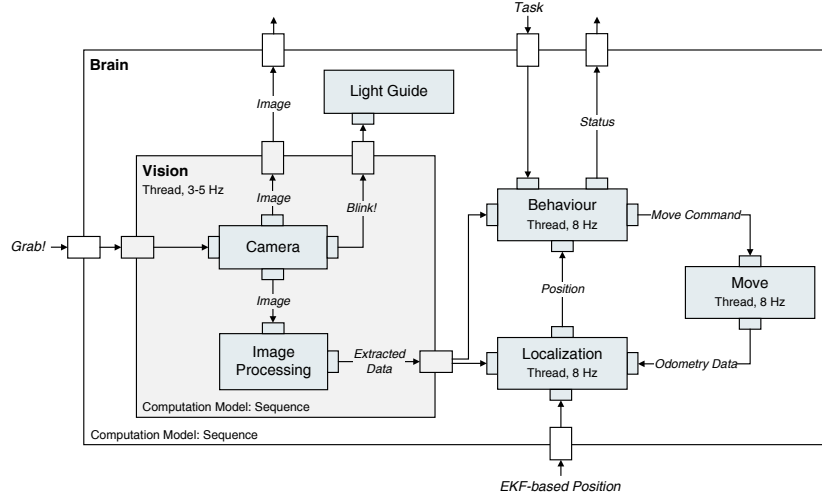 Task
Brain
Light Guide
Image
Status
Vision
Thread, 3-5 Hz
Image
Blink!
Behaviour
Thread, 8 Hz
Move Command
Grab!
Camera
Move
Thread, 8 Hz
Image
Position
Image
Processing
Extracted
Data
Localization
Thread, 8 Hz
Odometry Data
Computation Model: Sequence
Computation Model: Sequence
EKF-based Position